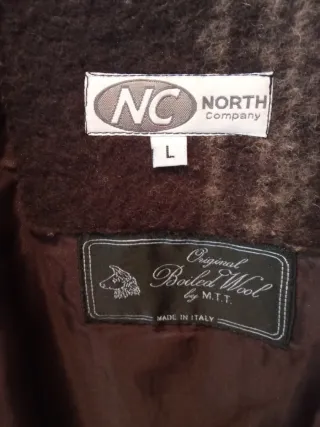 NC NORTH
Company
L
Original
Boiled Wool
by M.T.T.
MADE IN ITALY